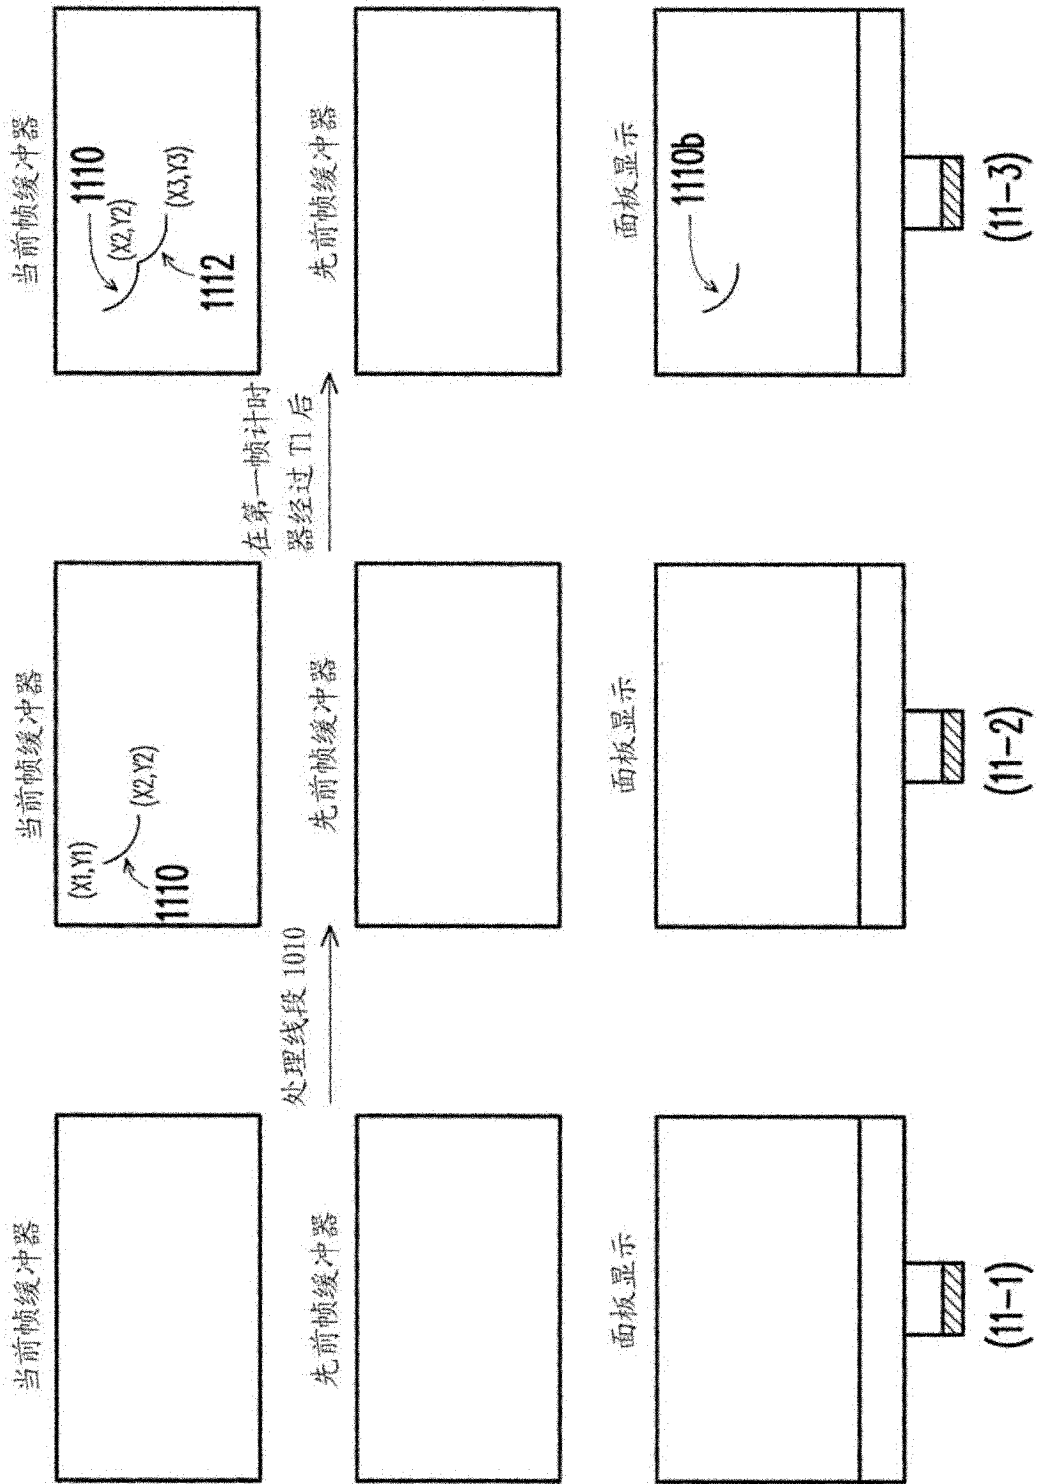 当前帧缓冲器
先前帧缓冲器
面板显示
(11-1)
处理线段 1010
当前帧缓冲器
(X1,Y1)
(X2,Y2)
1110
先前帧缓冲器
面板显示
(11-2)
在第一帧计时
器经过 T1 后
当前帧缓冲器
1110
(X2,Y2)
(X3,Y3)
1112
先前帧缓冲器
面板显示
1110b
(11-3)